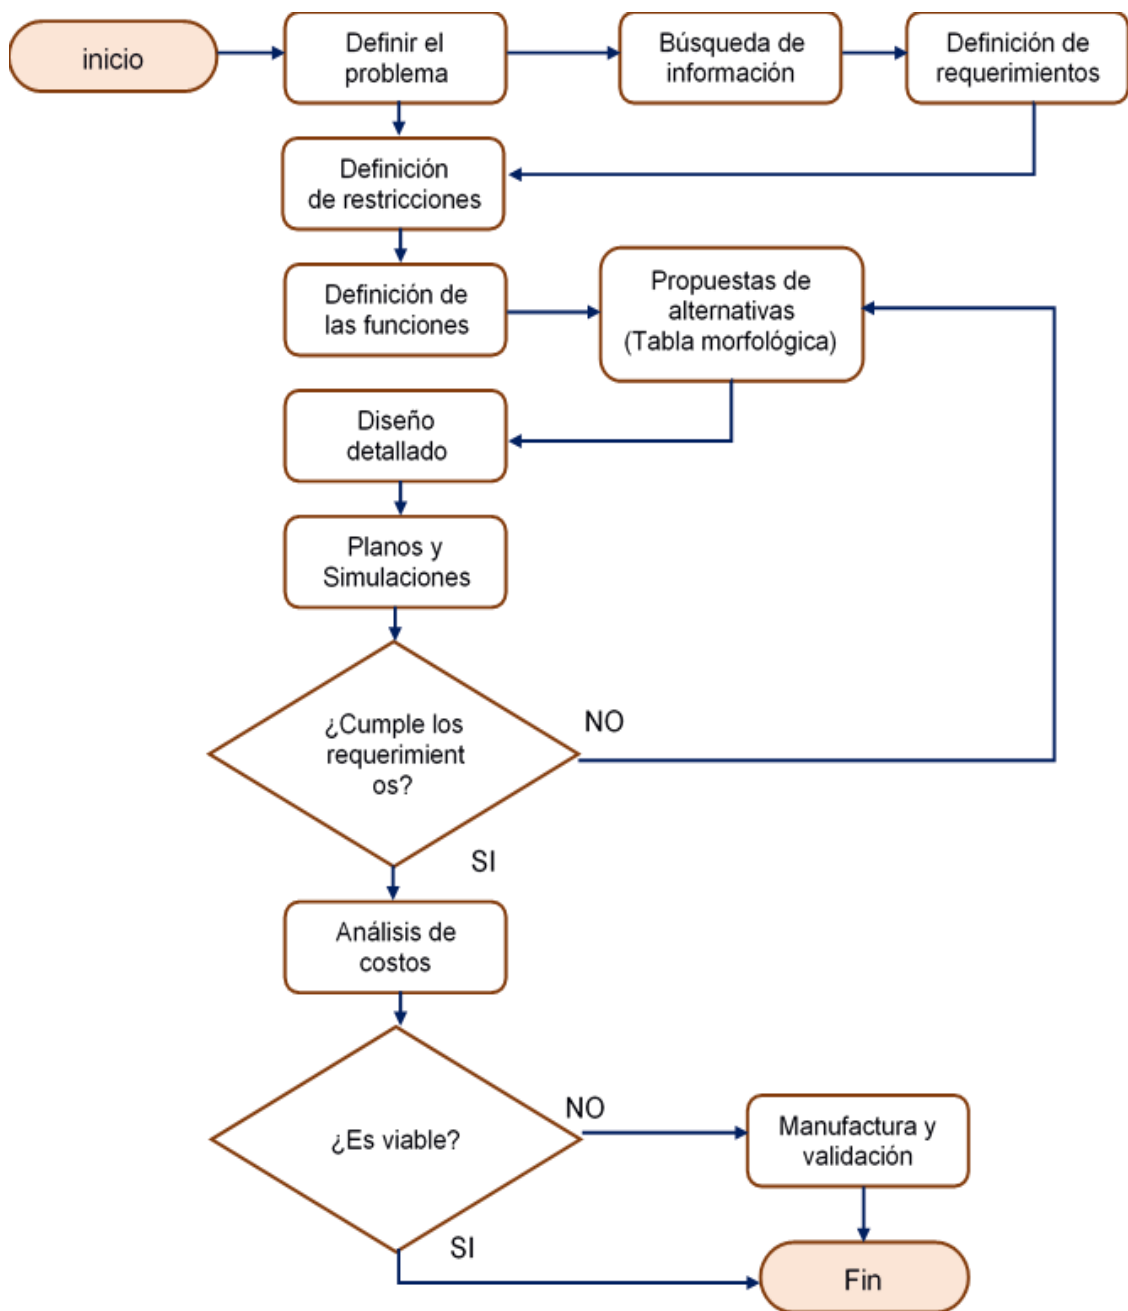 inicio
Definir el
problema
Búsqueda de
información
Definición de
requerimientos
Definición
de restricciones
Definición de
las funciones
Propuestas de
alternativas
(Tabla morfológica)
Diseño
detallado
Planos y
Simulaciones
¿Cumple los
requerimient
os?
NO
SI
Análisis de
costos
¿Es viable?
NO
Manufactura y
validación
SI
Fin